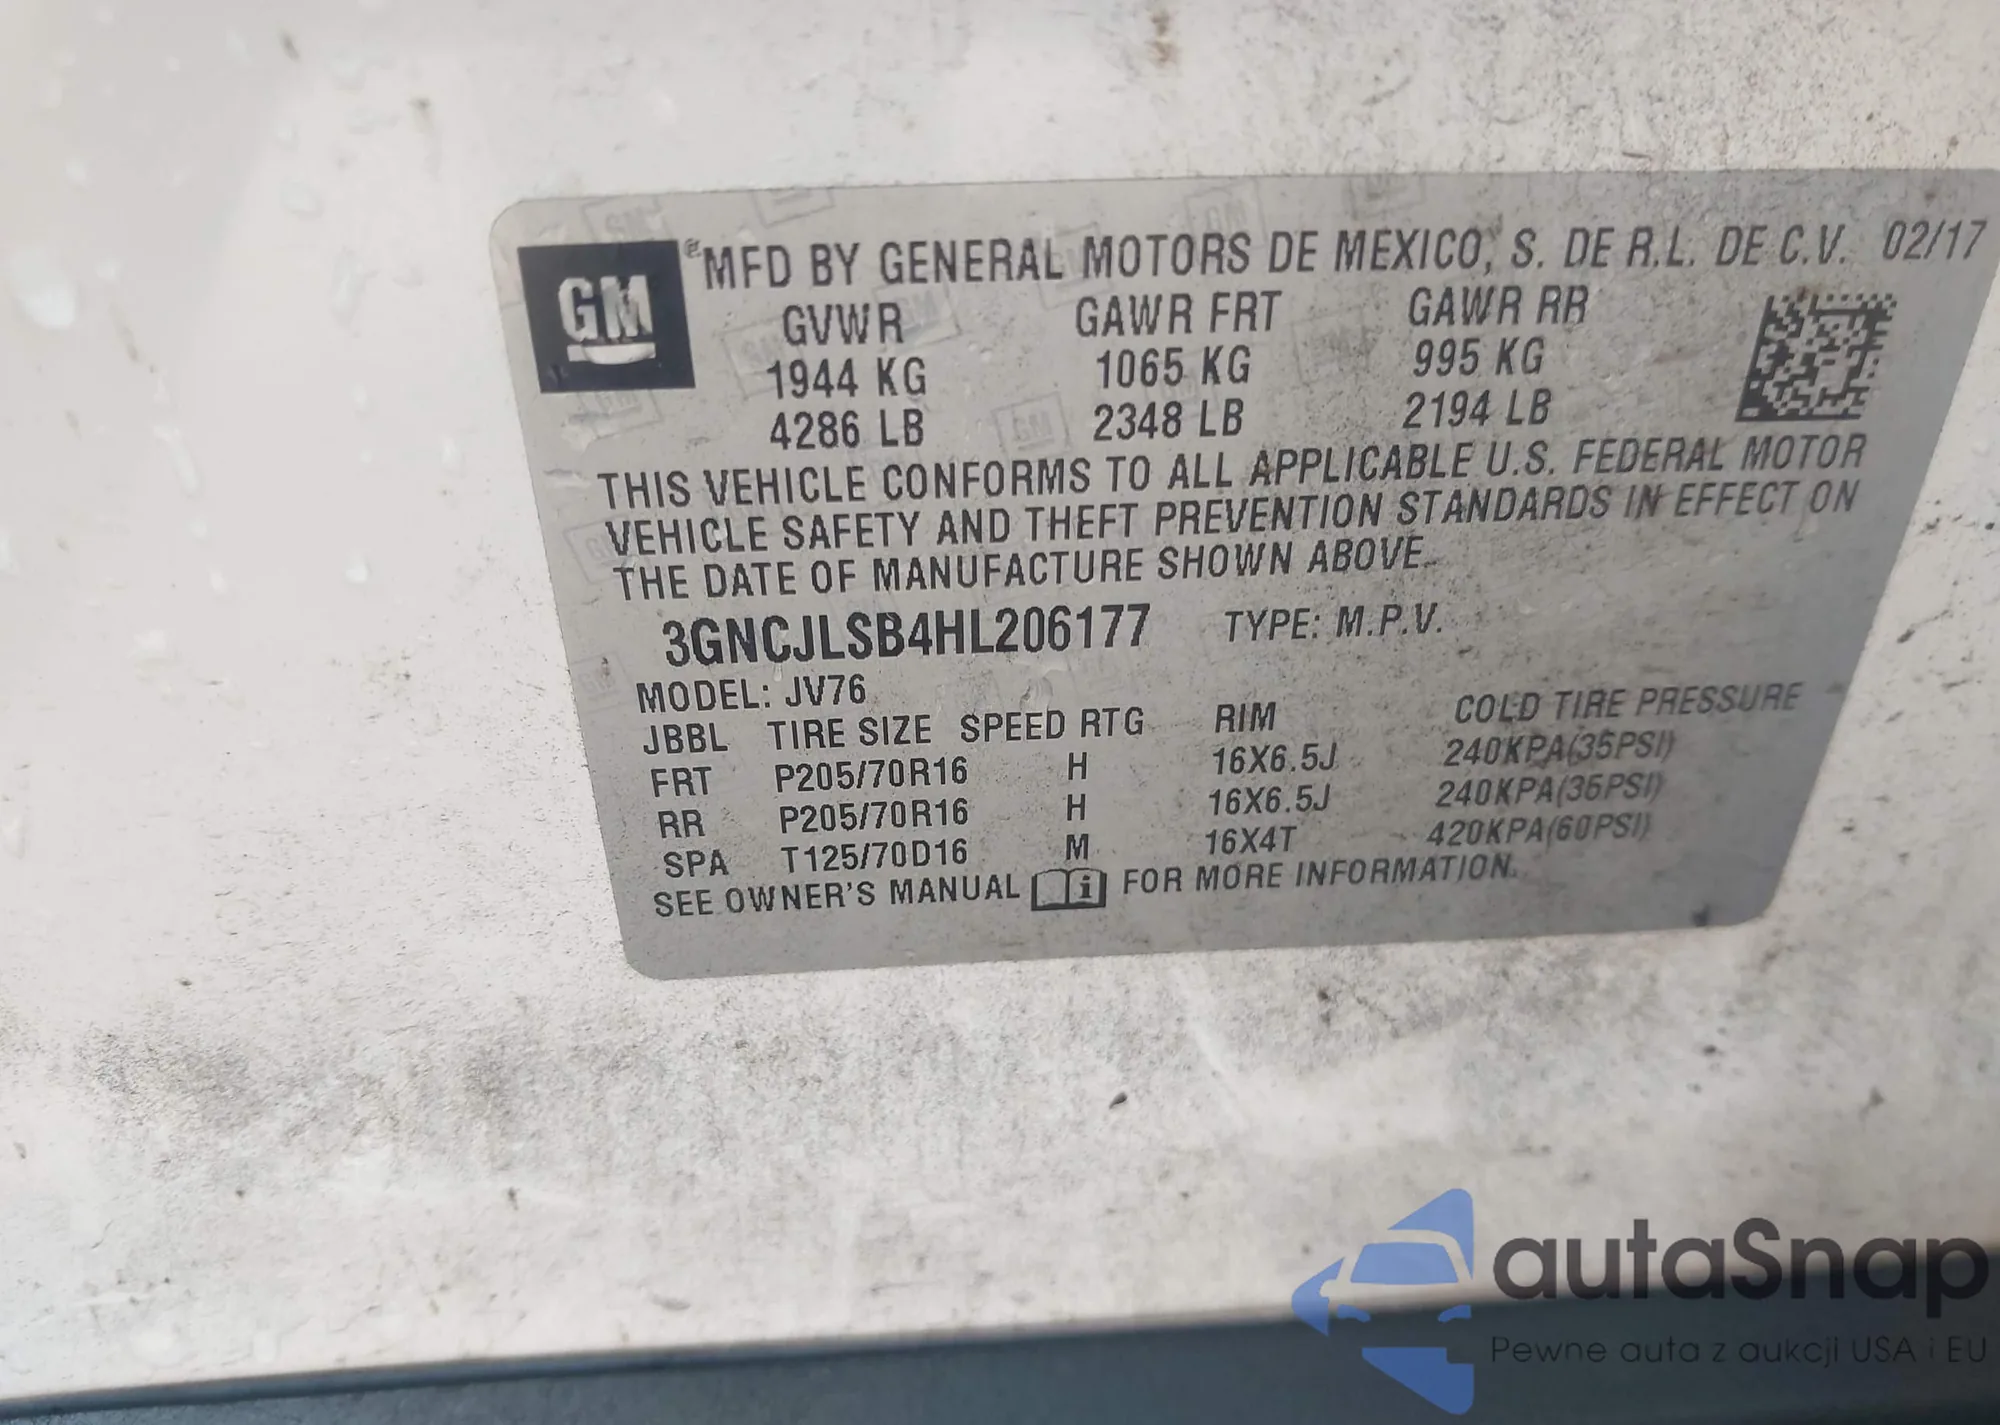 GM
® MFD BY GENERAL MOTORS DE MEXICO, S. DE R.L. DE C.V. 02/17
GVWR GAWR FRT GAWR RR
1944 KG 1065 KG 995 KG
4286 LB 2348 LB 2194 LB
THIS VEHICLE CONFORMS TO ALL APPLICABLE U.S. FEDERAL MOTOR
VEHICLE SAFETY AND THEFT PREVENTION STANDARDS IN EFFECT ON
THE DATE OF MANUFACTURE SHOWN ABOVE.
3GNCJLSB4HL206177 TYPE: M.P.V.
MODEL: JV76
JBBL TIRE SIZE SPEED RTG RIM COLD TIRE PRESSURE
FRT P205/70R16 H 16X6.5J 240KPA(35PSI)
RR P205/70R16 H 16X6.5J 240KPA(35PSI)
SPA T125/70D16 M 16X4T 420KPA(60PSI)
SEE OWNER'S MANUAL i FOR MORE INFORMATION.
autaSnap
Pewne auta z aukcji USA i EU